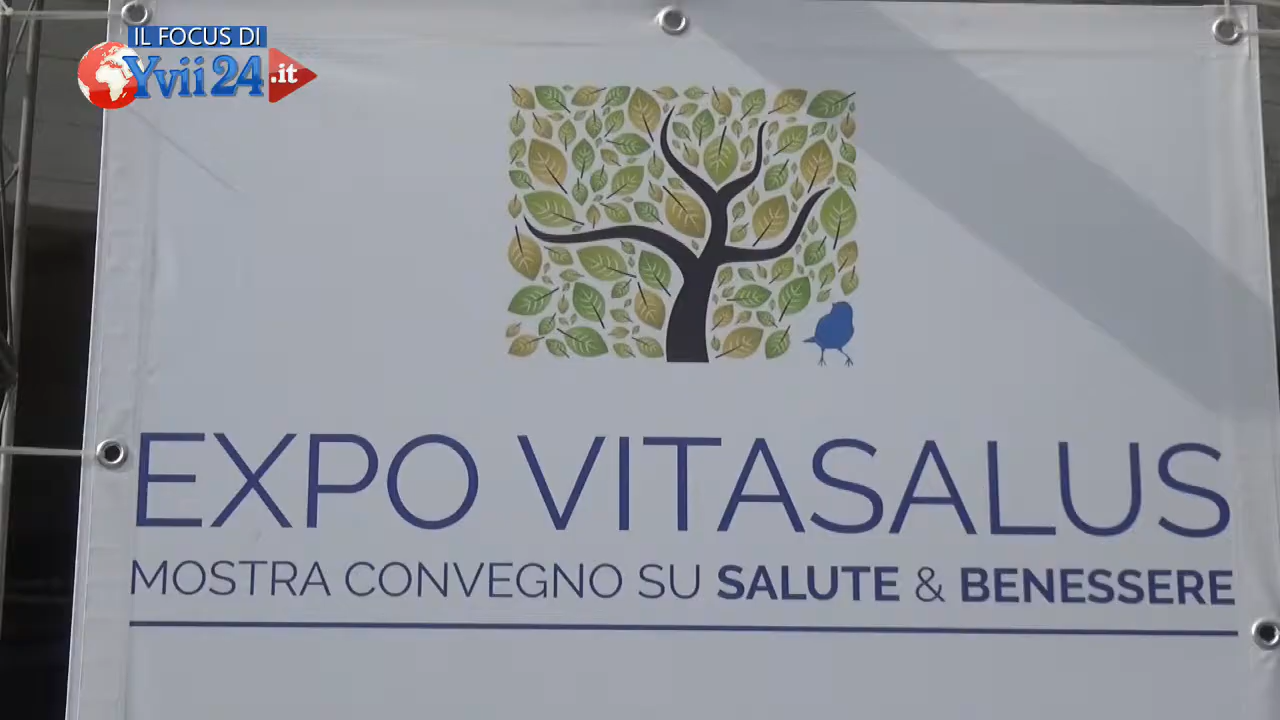 IL FOCUS DI
Yvii24.it
EXPO VITASALUS
MOSTRA CONVEGNO SU SALUTE & BENESSERE